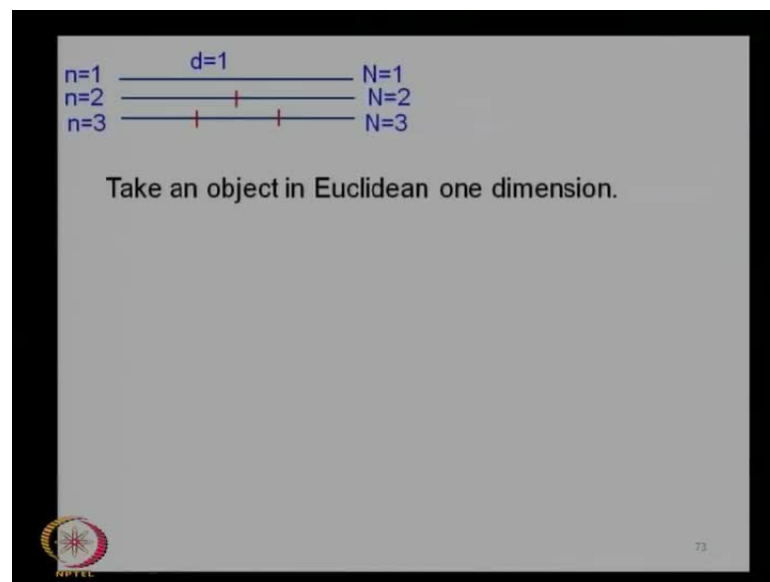 d=1
n=1 N=1
n=2 N=2
n=3 N=3
Take an object in Euclidean one dimension.
73
NPTEL